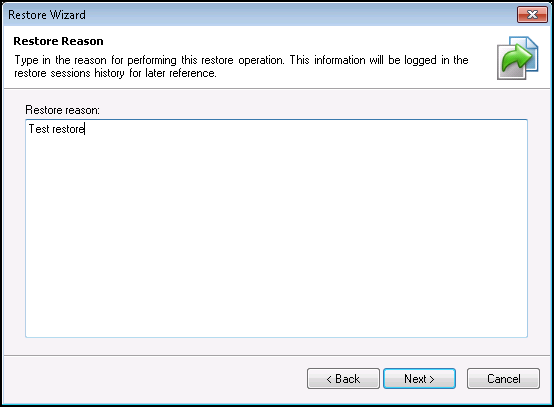 Restore Wizard
Restore Reason
Type in the reason for performing this restore operation. This information will be logged in the
restore sessions history for later reference.
Restore reason:
Test restore
< Back
Next >
Cancel